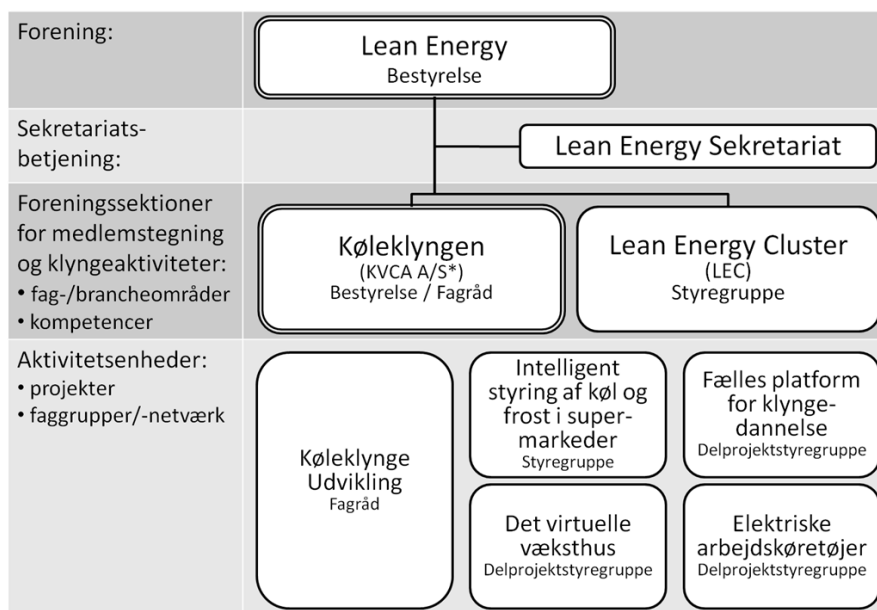 Forening:
Lean Energy
Bestyrelse
Sekretariats-
betjening:
Lean Energy Sekretariat
Foreningssektioner
for medlemstegning
og klyngeaktiviteter:
• fag-/brancheområder
• kompetencer
Køleklyngen
(KVCA A/S*)
Bestyrelse / Fagråd
Lean Energy Cluster
(LEC)
Styregruppe
Aktivitetsenheder:
• projekter
• faggrupper/-netværk
Køleklynge
Udvikling
Fagråd
Intelligent
styring af køl og
frost i super-
markeder
Styregruppe
Fælles platform
for klynge-
dannelse
Delprojektstyregruppe
Det virtuelle
væksthus
Delprojektstyregruppe
Elektriske
arbejdskøretøjer
Delprojektstyregruppe